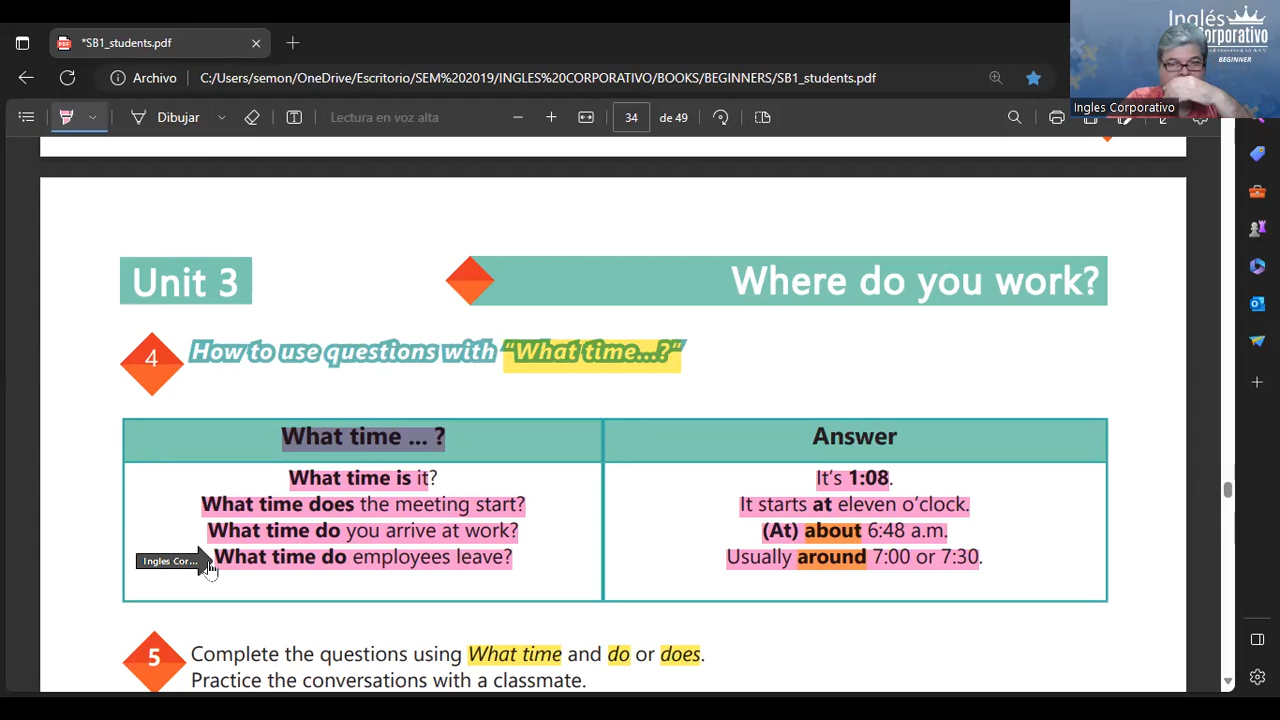 *SB1_students.pdf
Archivo
C:/Users/semon/OneDrive/Escritorio/SEM%202019/INGLES%20CORPORATIVO/BOOKS/BEGINNERS/SB1_students.pdf
Inglés
Corporativo
BEGINNER
Ingles Corporativo
Dibujar
Lectura en voz alta
34
de 49
Unit 3
Where do you work?
4
How to use questions with "What time...?"
What time ... ?
Answer
What time is it?
It's 1:08.
What time does the meeting start?
It starts at eleven o'clock.
What time do you arrive at work?
(At) about 6:48 a.m.
Ingles Cor...
What time do employees leave?
Usually around 7:00 or 7:30.
5
Complete the questions using What time and do or does.
Practice the conversations with a classmate.